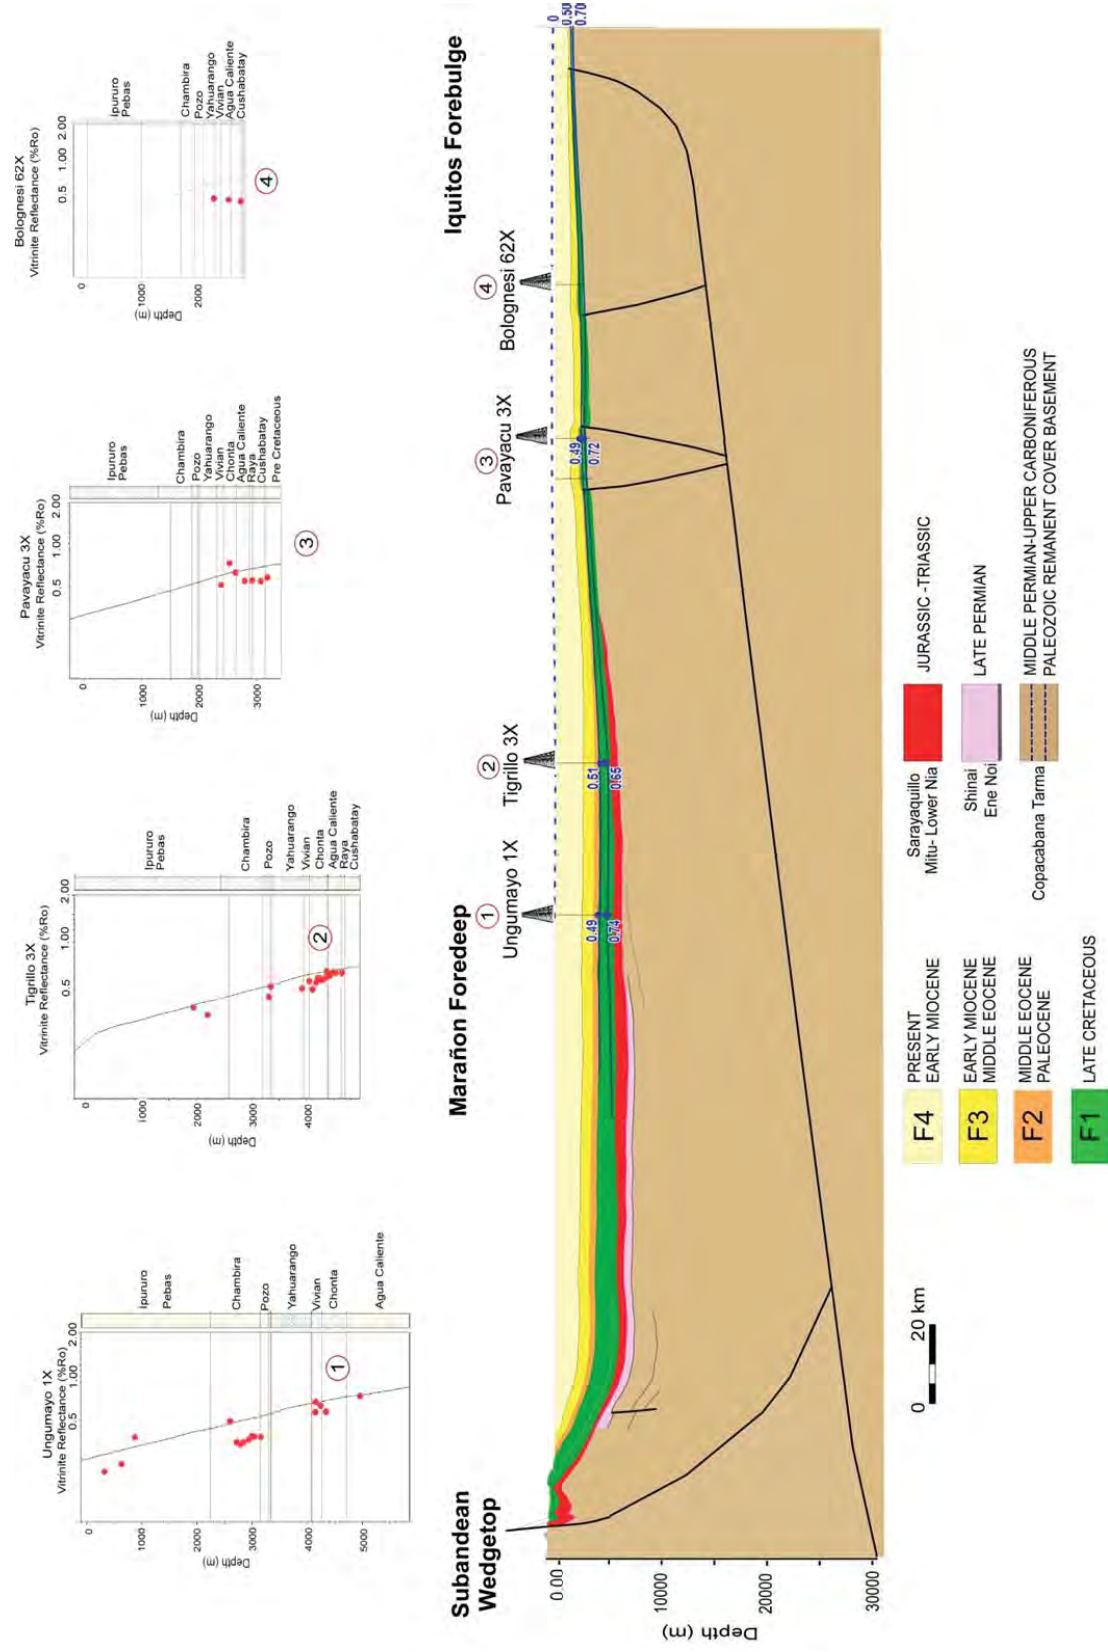 Ungumayo 1X
Vitrinite Reflectance (%Ro)
0.5 1.00 2.00
0
1000
2000
3000
4000
5000
Depth (m)
Ipururo
Pebas
Chambira
Pozo
Yahuarango
Vivian
Chonta
Agua Caliente
1
Tigrillo 3X
Vitrinite Reflectance (%Ro)
0.5 1.00 2.00
0
1000
2000
3000
4000
Depth (m)
Ipururo
Pebas
Chambira
Pozo
Yahuarango
Vivian
Chonta
Agua Caliente
Raya
Cushabatay
2
Pavayacu 3X
Vitrinite Reflectance (%Ro)
0.5 1.00 2.00
0
1000
2000
3000
Depth (m)
Ipururo
Pebas
Chambira
Pozo
Yahuarango
Vivian
Chonta
Agua Caliente
Raya
Cushabatay
Pre Cretaceous
3
Bolognesi 62X
Vitrinite Reflectance (%Ro)
0.5 1.00 2.00
0
1000
2000
Depth (m)
Ipururo
Pebas
Chambira
Pozo
Yahuarango
Vivian
Agua Caliente
Cushabatay
4
Subandean
Wedgetop
Marañon Foredeep
Iquitos Forebulge
1
Ungumayo 1X
2
Tigrillo 3X
3
Pavayacu 3X
4
Bolognesi 62X
0.49
0.74
0.51
0.65
0.49
0.72
0
0.50
0.70
0.00
10000
20000
30000
Depth (m)
0 20 km
F4
PRESENT
EARLY MIOCENE
F3
EARLY MIOCENE
MIDDLE EOCENE
F2
MIDDLE EOCENE
PALEOCENE
F1
LATE CRETACEOUS
Sarayaquillo
Mitu- Lower Nia
JURASSIC -TRIASSIC
Shinai
Ene Noi
LATE PERMIAN
Copacabana Tarma
MIDDLE PERMIAN-UPPER CARBONIFEROUS
PALEOZOIC REMANENT COVER BASEMENT